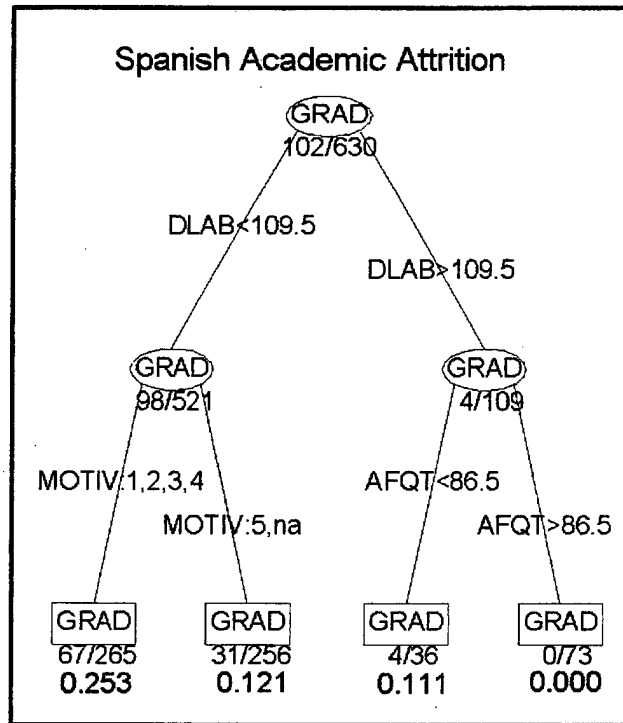 Spanish Academic Attrition
GRAD
102/630
DLAB<109.5
DLAB>109.5
GRAD
98/521
GRAD
4/109
MOTIV:1,2,3,4
MOTIV:5,na
AFQT<86.5
AFQT>86.5
GRAD
67/265
0.253
GRAD
31/256
0.121
GRAD
4/36
0.111
GRAD
0/73
0.000